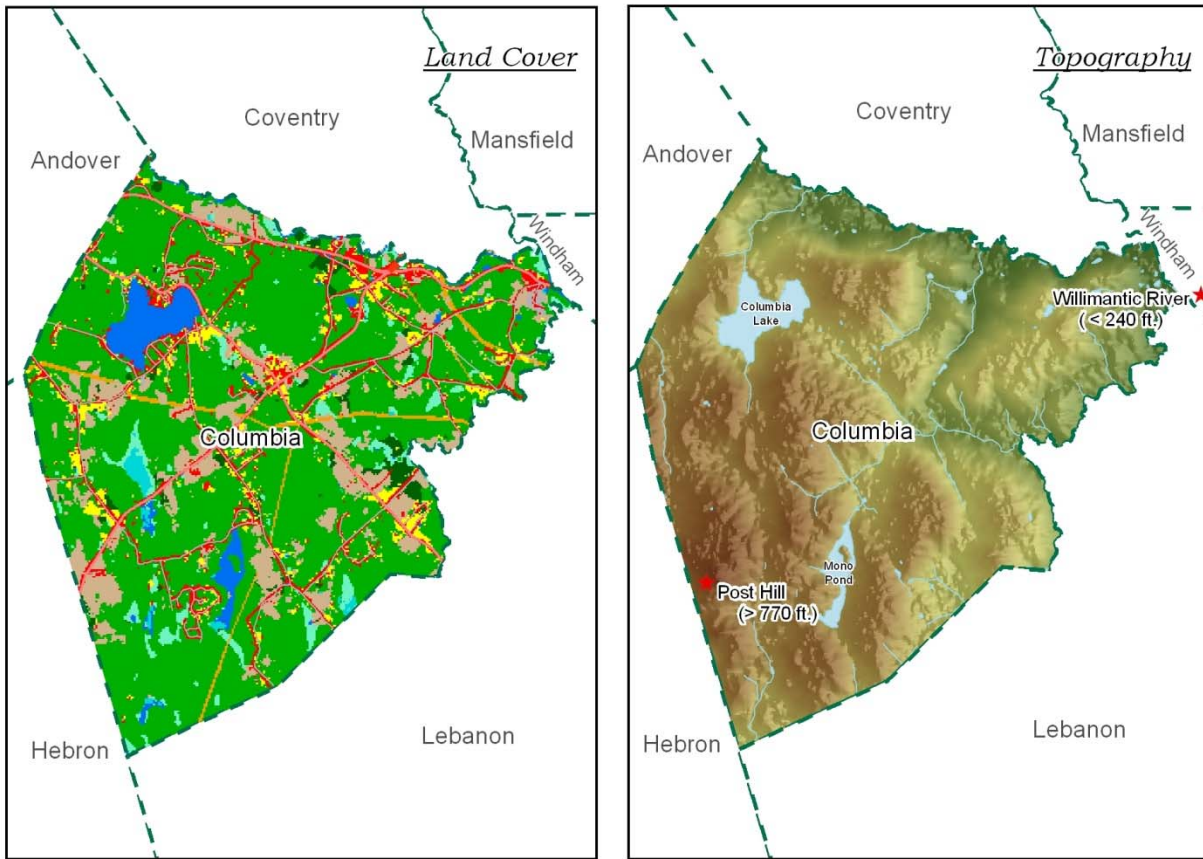 Land Cover
Coventry
Mansfield
Andover
Windham
Columbia
Hebron
Lebanon
Topography
Coventry
Mansfield
Andover
Windham
Columbia
Lake
Willimantic River
( < 240 ft.)
Columbia
Mono
Pond
Post Hill
(> 770 ft.)
Hebron
Lebanon